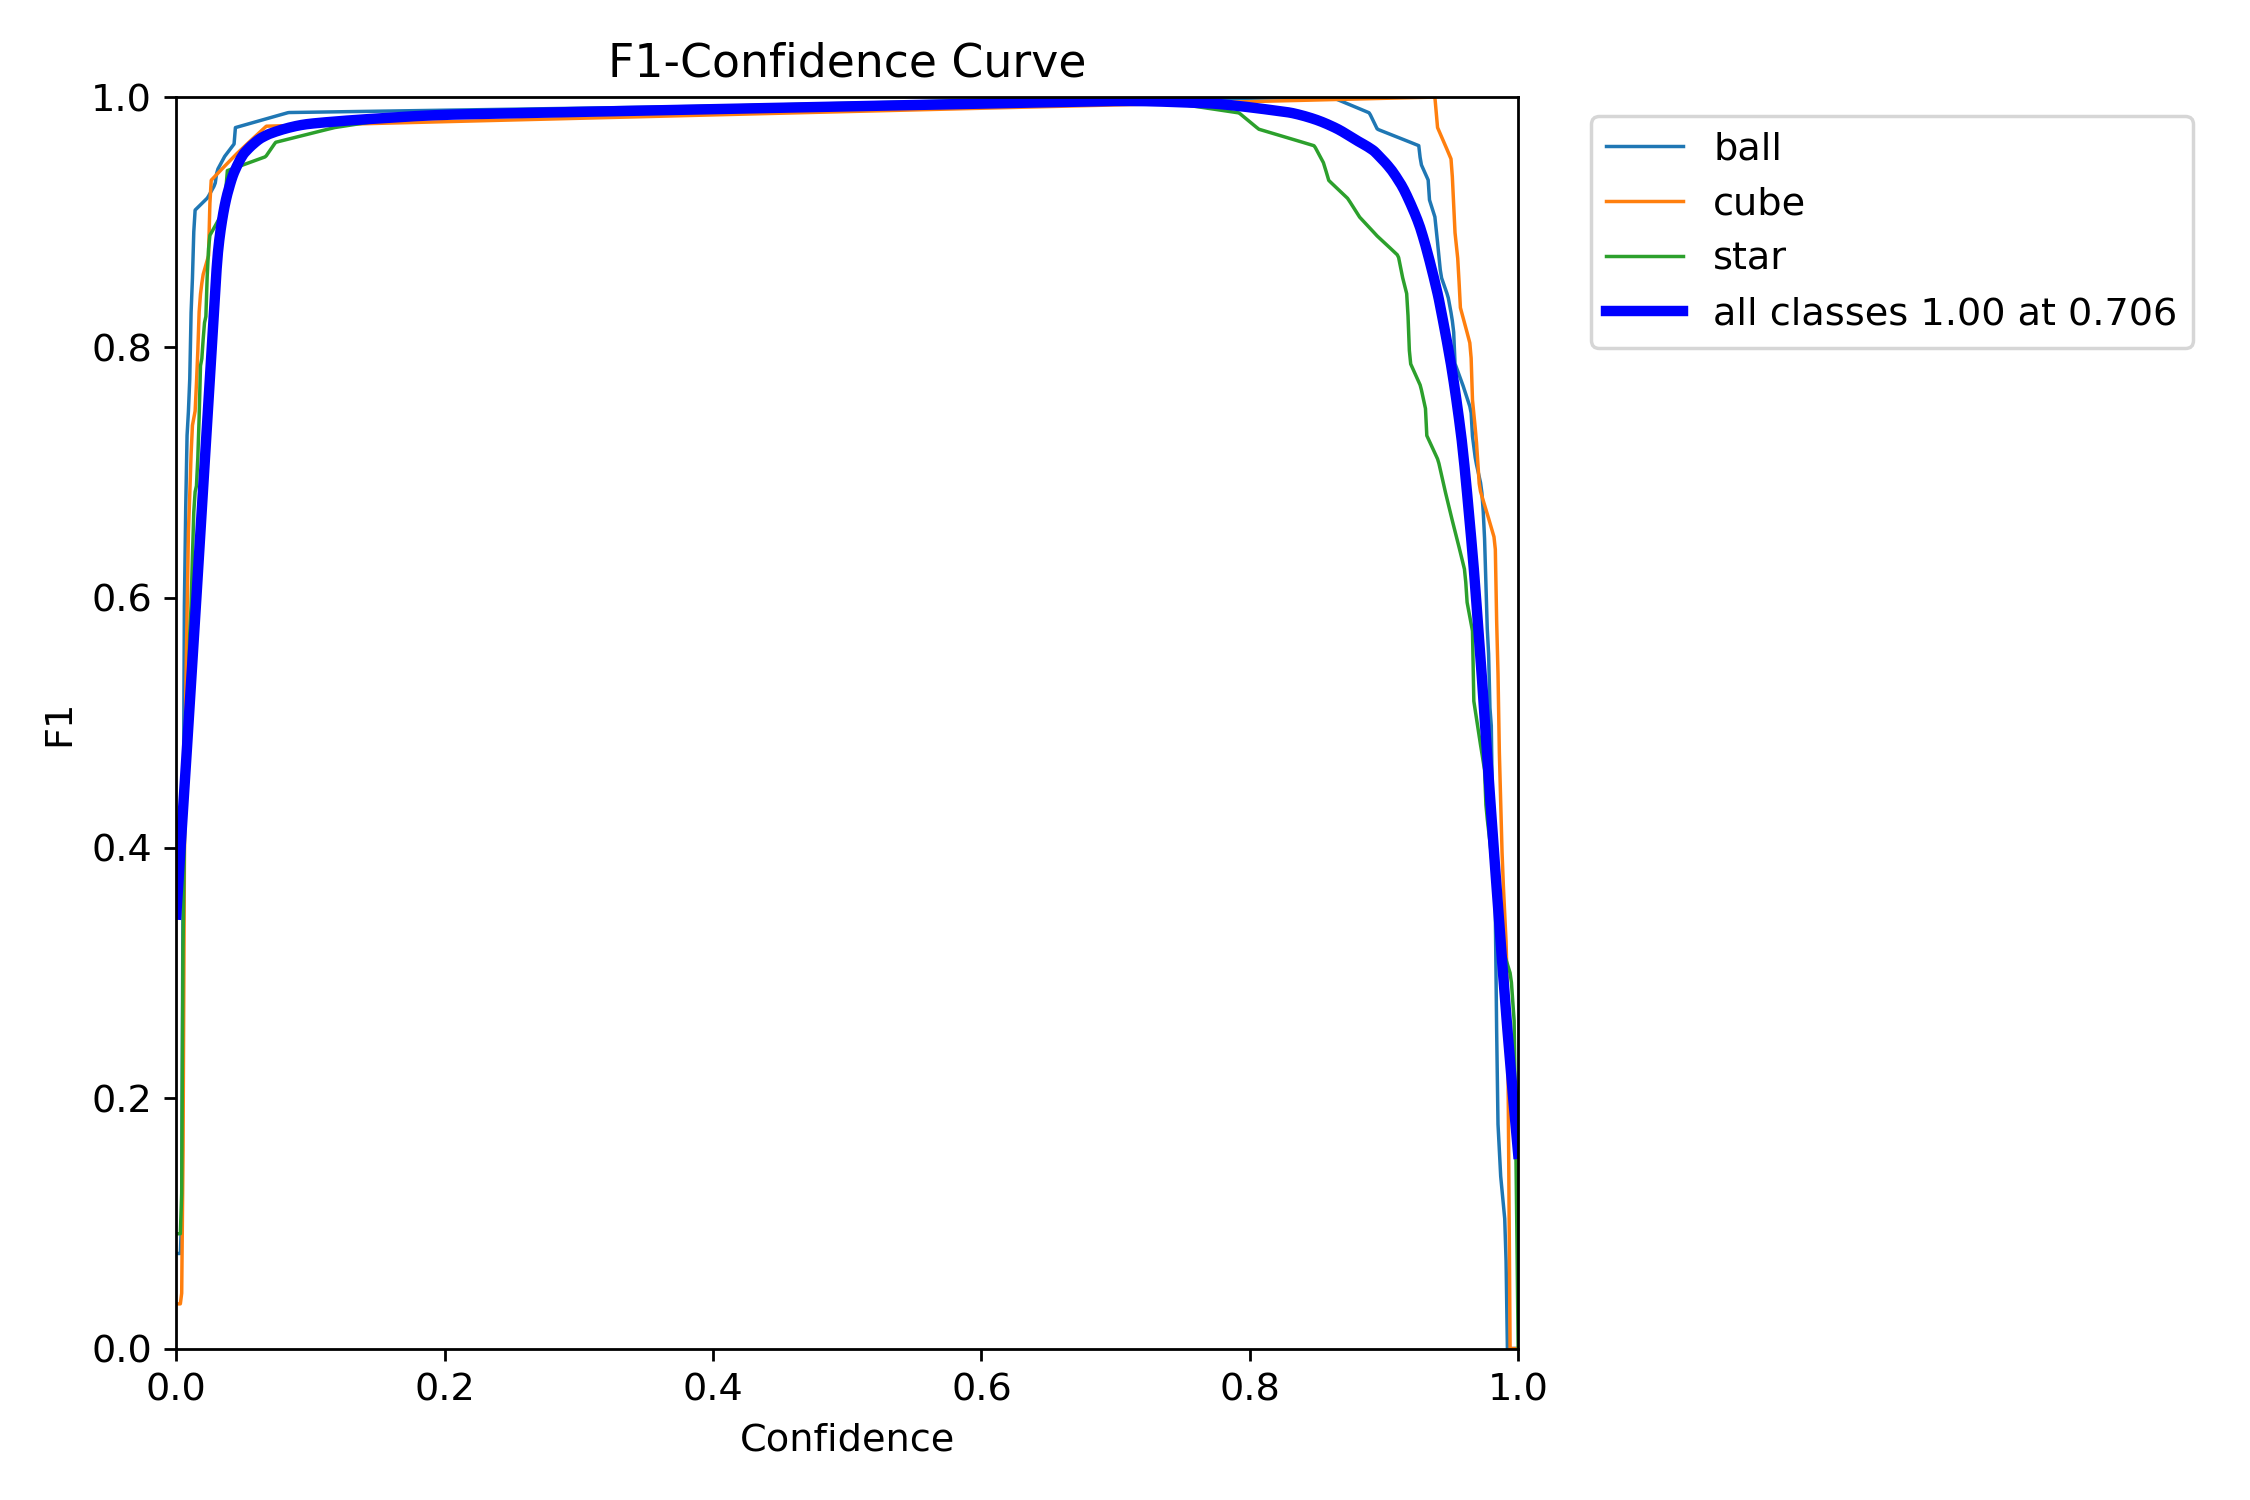 F1-Confidence Curve
1.0
0.8
0.6
0.4
0.2
0.0
F1
0.0 0.2 0.4 0.6 0.8 1.0
Confidence
ball
cube
star
all classes 1.00 at 0.706